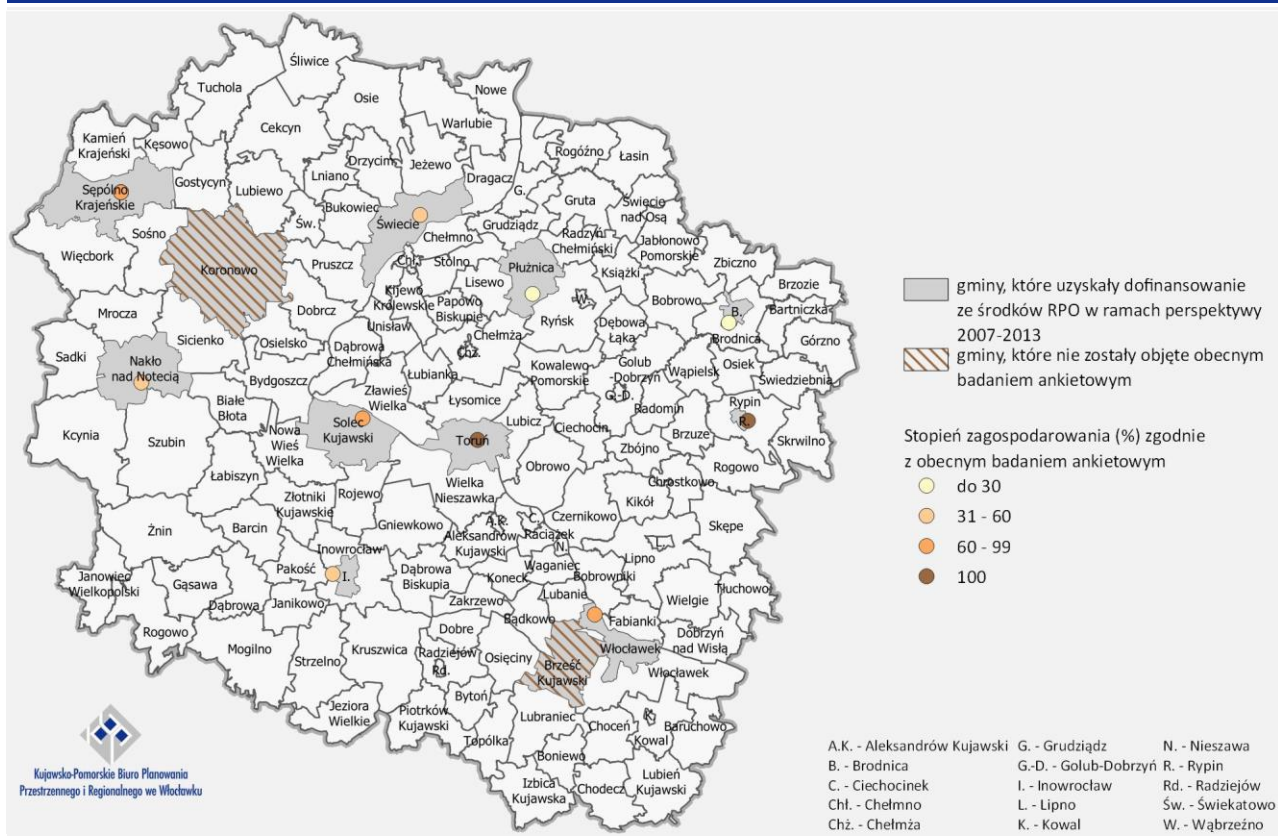 Śliwice
Tuchola
Osie
Nowe
Cekcyn
Warlubie
Kamień
Krajeński
Kęsowo
Rogóźno
Łasin
Drzycim
Jeżewo
Lniano
Dragacz
Gostycyn
Lubiewo
G.
Sępólno
Krajeńskie
Bukowiec
Gruta
Święcie
nad Osą
Św.
Świecie
Grudziądz
Radzyń
Chełmiński
Sośno
Chełmno
Jabłonowo
Pomorskie
Więcbork
Chł.
Stolno
Płużnica
Zbiczno
Koronowo
Pruszcz
Lisewo
Książki
Kijewo
Królewskie
Papowo
Biskupie
W.
Bobrowo
Brzozie
B.
Bartniczka
Mrocza
Dobrcz
Unisław
Chełmża
Ryńsk
Dębowa
Łąka
Brodnica
Górzno
Sicienko
Osielsko
Dąbrowa
Chełmińska
Chż.
Sadki
Nakło
nad Notecią
Łubianka
Kowalewo
Pomorskie
Golub
-Dobrzyń
Wąpielsk
Osiek
Świedziebnia
Bydgoszcz
Zławieś
Wielka
Łysomice
G.-D.
Radomin
Rypin
Białe
Błota
Solec
Kujawski
Toruń
Lubicz
Ciechocin
R.
Kcynia
Szubin
Nowa
Wieś
Wielka
Zbójno
Brzuze
Skrwilno
Łabiszyn
Obrowo
Rogowo
Wielka
Nieszawka
Chrostkowo
Złotniki
Kujawskie
Rojewo
Kikół
Gniewkowo
A.K.
C.
Czernikowo
Skępe
Żnin
Barcin
Aleksandrów
Kujawski
Raciążek
N.
L.
Inowrocław
Pakość
I.
Dąbrowa
Biskupia
Waganiec
Lipno
Janowiec
Wielkopolski
Gąsawa
Koneck
Bobrowniki
Tłuchowo
Dąbrowa
Janikowo
Zakrzewo
Lubanie
Wielgie
Bądkowo
Fabianki
Rogowo
Dobre
Dobrzyń
nad Wisłą
Mogilno
Kruszwica
Radziejów
Osięciny
Włocławek
Strzelno
Rd.
Brześć
Kujawski
Włocławek
Bytoń
Jeziora
Wielkie
Piotrków
Kujawski
Lubraniec
Choceń
K.
Baruchowo
Topólka
Kowal
Boniewo
Izbica
Kujawska
Chodecz
Lubień
Kujawski
gminy, które uzyskały dofinansowanie
ze środków RPO w ramach perspektywy
2007-2013
gminy, które nie zostały objęte obecnym
badaniem ankietowym
Stopień zagospodarowania (%) zgodnie
z obecnym badaniem ankietowym
do 30
31 - 60
60 - 99
100
Kujawsko-Pomorskie Biuro Planowania
Przestrzennego i Regionalnego we Włocławku
A.K. - Aleksandrów Kujawski G. - Grudziądz N. - Nieszawa
B. - Brodnica G.-D. - Golub-Dobrzyń R. - Rypin
C. - Ciechocinek I. - Inowrocław Rd. - Radziejów
Chł. - Chełmno L. - Lipno Św. - Świekatowo
Chż. - Chełmża K. - Kowal W. - Wąbrzeźno